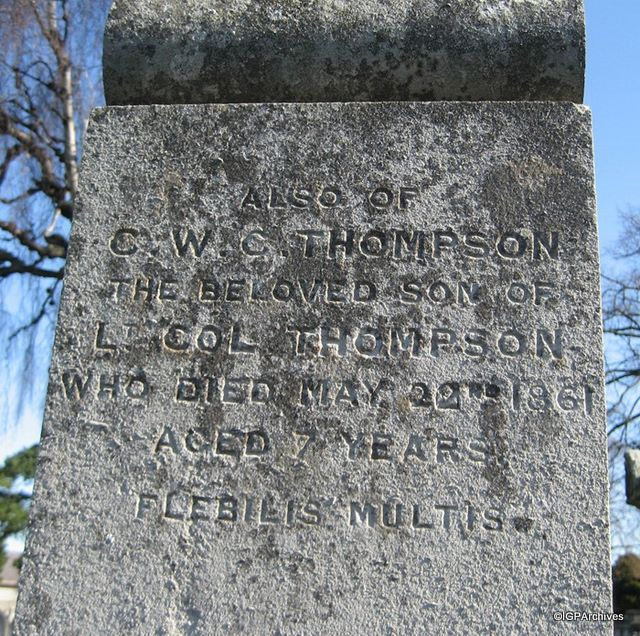 ALSO OF
C. W. C. THOMPSON
THE BELOVED SON OF
LT COL THOMPSON.
WHO DIED MAY 22ND 1861
AGED 7 YEARS.
FLEBILIS MULTIS.
©IGPArchives